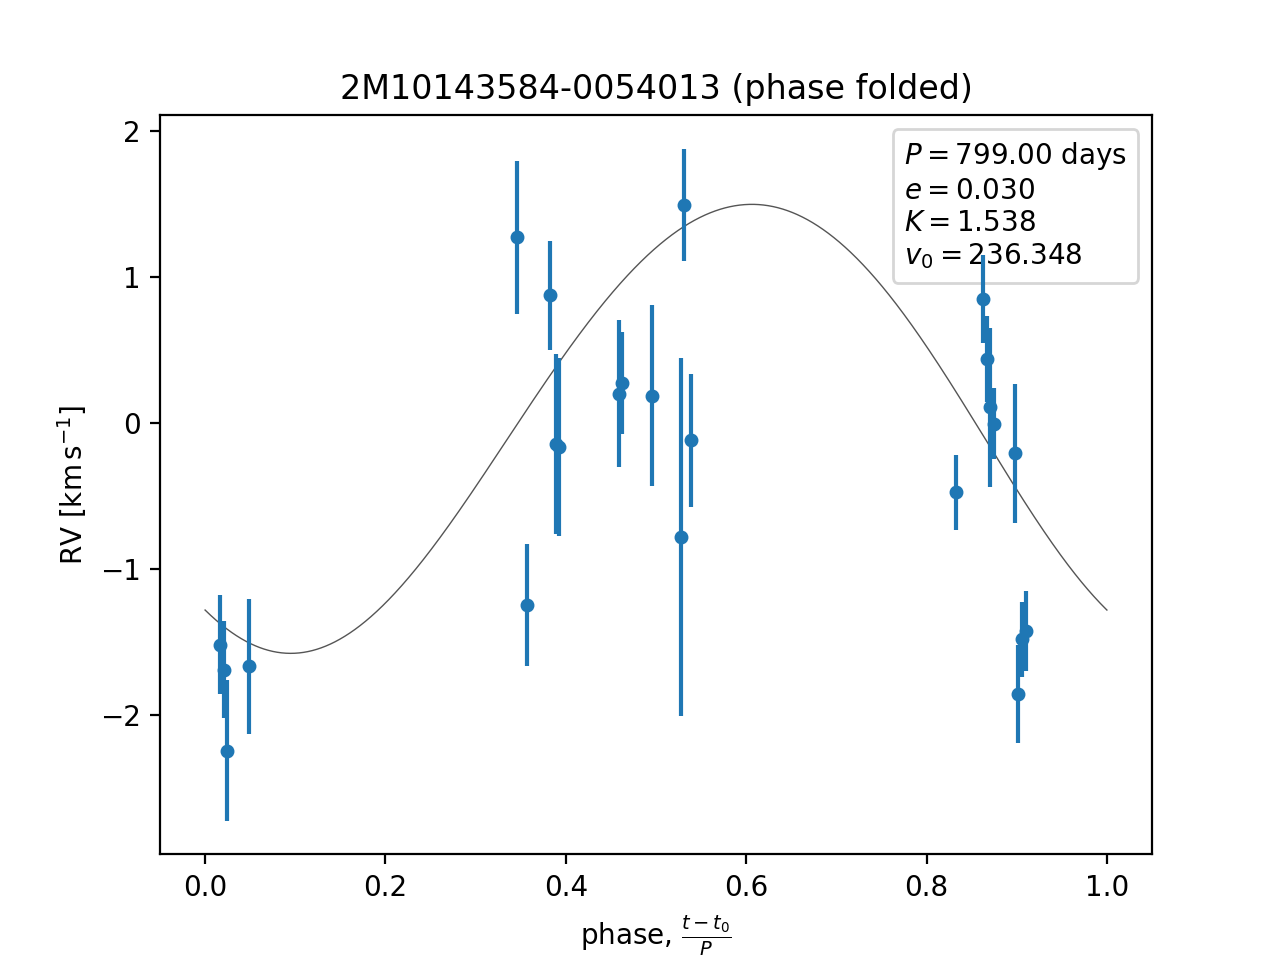 2M10143584-0054013 (phase folded)
P = 799.00 days
e = 0.030
K = 1.538
v₀ = 236.348
RV [km s⁻¹]
2
1
0
−1
−2
0.0 0.2 0.4 0.6 0.8 1.0
phase, (t − t₀)/P